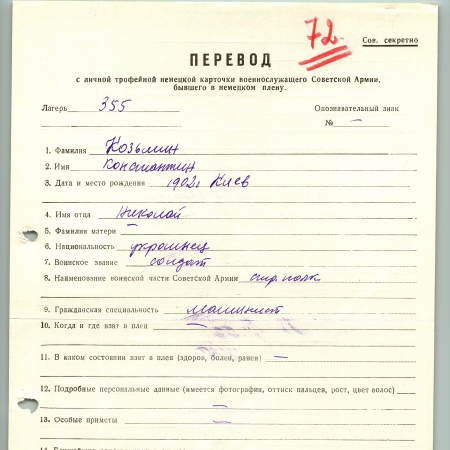 72.
Сов. секретно
ПЕРЕВОД
с личной трофейной немецкой карточки военнослужащего Советской Армии,
бывшего в немецком плену.
Лагерь 355 Опознавательный знак
№ —
1. Фамилия Козьмин
2. Имя Константин
3. Дата и место рождения 1902г Киев
4. Имя отца Николай
5. Фамилия матери —
6. Национальность украинец
7. Воинское звание солдат
8. Наименование воинской части Советской Армии стр. полк.
9. Гражданская специальность машинист
10. Когда и где взят в плен —
11. В каком состоянии взят в плен (здоров, болен, ранен) —
12. Подробные персональные данные (имеется фотография, оттиск пальцев, рост, цвет волос)
—
13. Особые приметы —